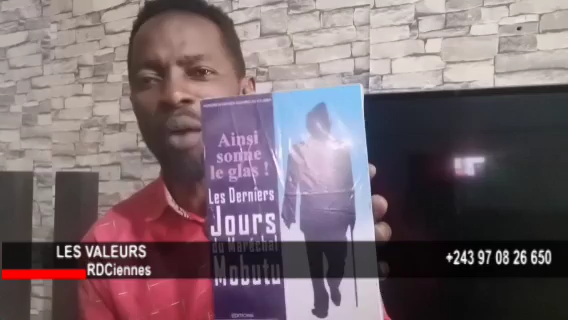 Ainsi
sonne
le glas !
Les Derniers
Jours
du Maréchal
Mobutu
LES VALEURS
RDCiennes
+243 97 08 26 650